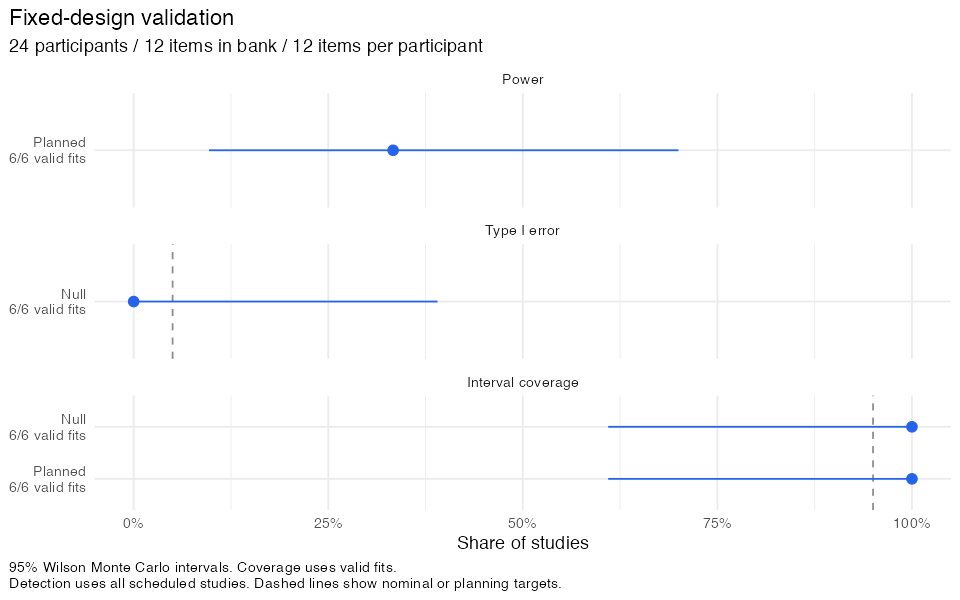 Fixed-design validation
24 participants / 12 items in bank / 12 items per participant
Power
Planned
6/6 valid fits
Type I error
Null
6/6 valid fits
Interval coverage
Null
6/6 valid fits
Planned
6/6 valid fits
0% 25% 50% 75% 100%
Share of studies
95% Wilson Monte Carlo intervals. Coverage uses valid fits.
Detection uses all scheduled studies. Dashed lines show nominal or planning targets.